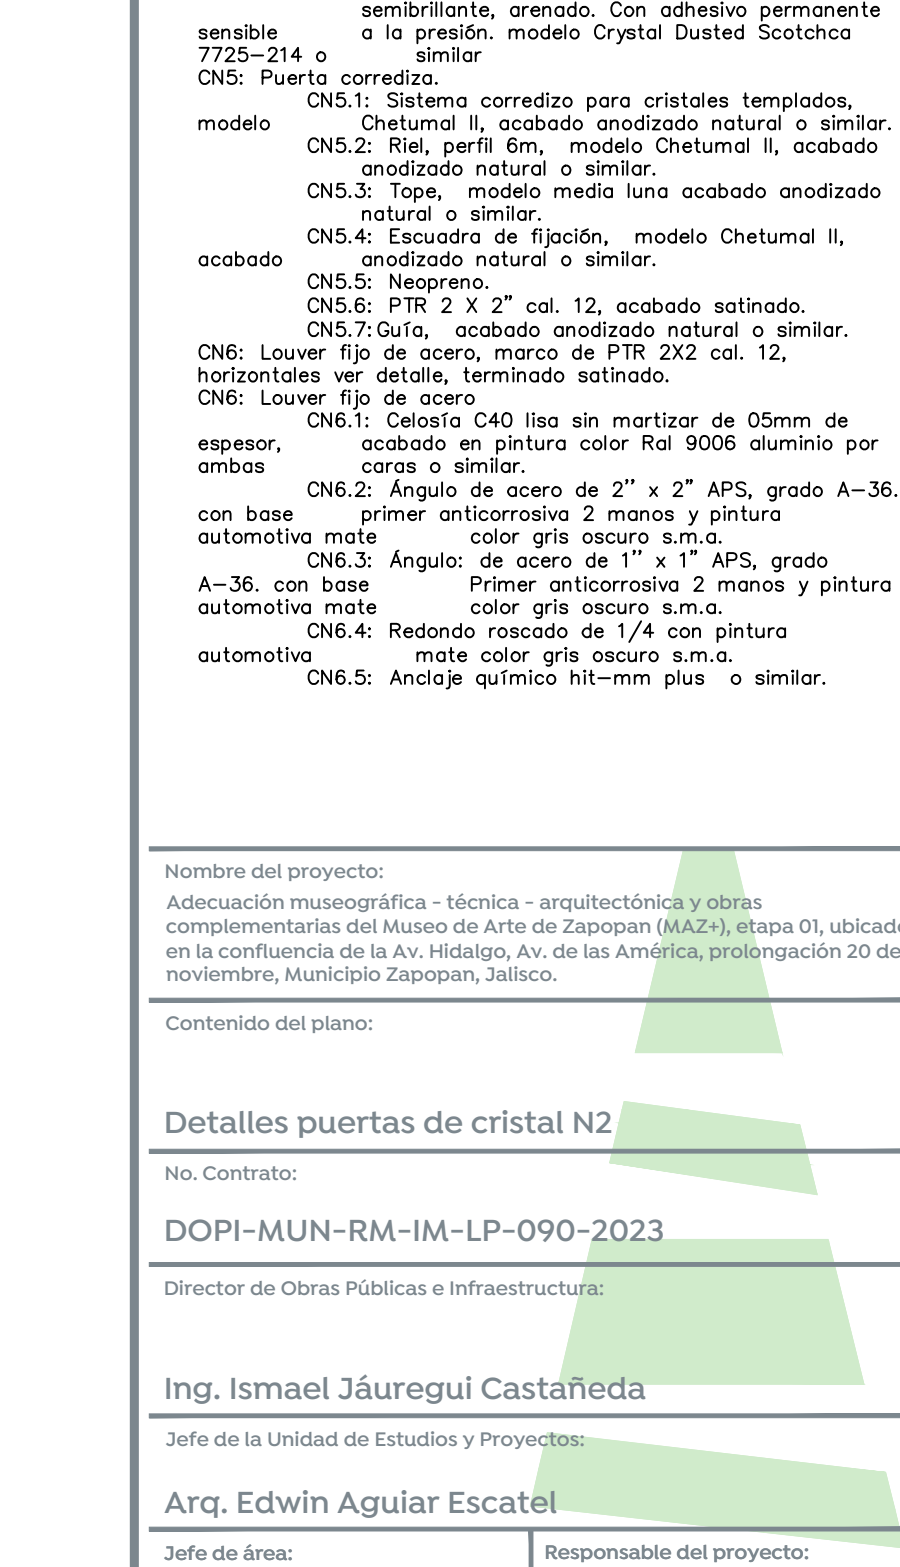 semibrillante, arenado. Con adhesivo permanente
sensible a la presión. modelo Crystal Dusted Scotchca
7725-214 o similar
CN5: Puerta corrediza.
CN5.1: Sistema corredizo para cristales templados,
modelo Chetumal II, acabado anodizado natural o similar.
CN5.2: Riel, perfil 6m, modelo Chetumal II, acabado
anodizado natural o similar.
CN5.3: Tope, modelo media luna acabado anodizado
natural o similar.
CN5.4: Escuadra de fijación, modelo Chetumal II,
acabado anodizado natural o similar.
CN5.5: Neopreno.
CN5.6: PTR 2 X 2” cal. 12, acabado satinado.
CN5.7: Guía, acabado anodizado natural o similar.
CN6: Louver fijo de acero, marco de PTR 2X2 cal. 12,
horizontales ver detalle, terminado satinado.
CN6: Louver fijo de acero
CN6.1: Celosía C40 lisa sin martizar de 05mm de
espesor, acabado en pintura color Ral 9006 aluminio por
ambas caras o similar.
CN6.2: Ángulo de acero de 2’’ x 2” APS, grado A-36.
con base primer anticorrosiva 2 manos y pintura
automotiva mate color gris oscuro s.m.a.
CN6.3: Ángulo: de acero de 1’’ x 1” APS, grado
A-36. con base Primer anticorrosiva 2 manos y pintura
automotiva mate color gris oscuro s.m.a.
CN6.4: Redondo roscado de 1/4 con pintura
automotiva mate color gris oscuro s.m.a.
CN6.5: Anclaje químico hit-mm plus o similar.
Nombre del proyecto:
Adecuación museográfica - técnica - arquitectónica y obras
complementarias del Museo de Arte de Zapopan (MAZ+), etapa 01, ubicado
en la confluencia de la Av. Hidalgo, Av. de las América, prolongación 20 de
noviembre, Municipio Zapopan, Jalisco.
Contenido del plano:
Detalles puertas de cristal N2
No. Contrato:
DOPI-MUN-RM-IM-LP-090-2023
Director de Obras Públicas e Infraestructura:
Ing. Ismael Jáuregui Castañeda
Jefe de la Unidad de Estudios y Proyectos:
Arq. Edwin Aguiar Escatel
Jefe de área:
Responsable del proyecto: